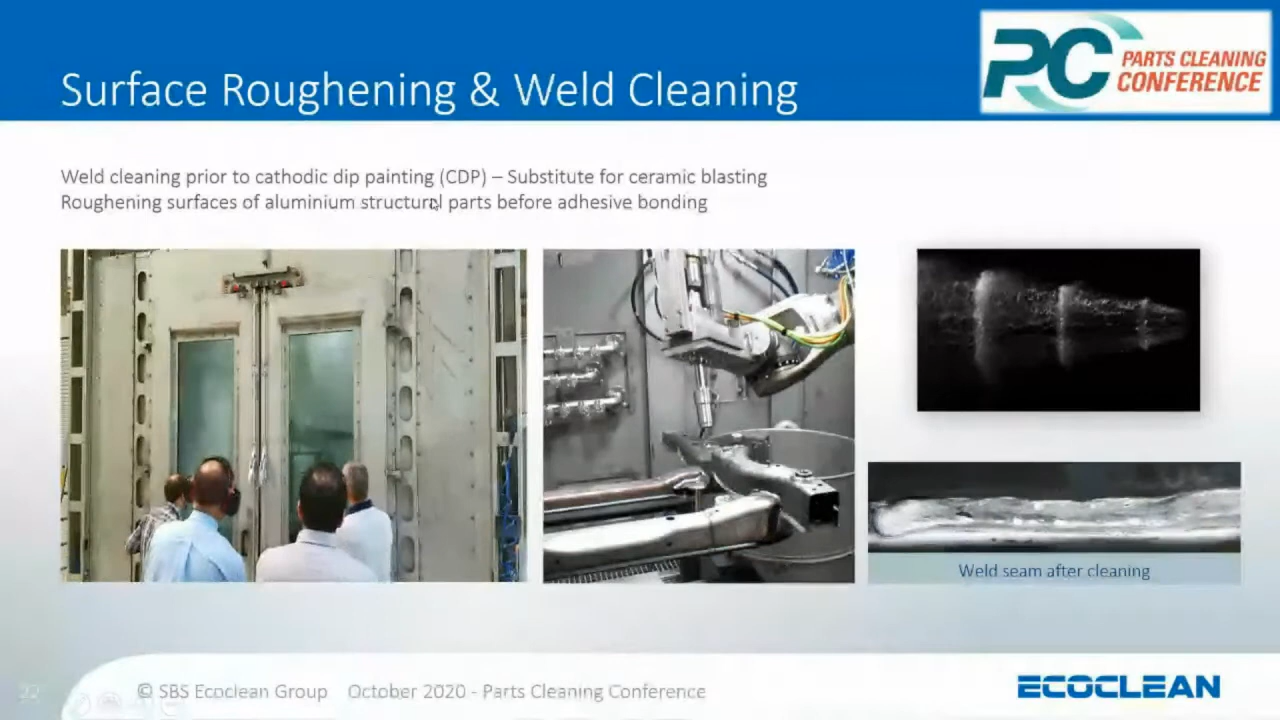 Surface Roughening & Weld Cleaning
PC PARTS CLEANING
CONFERENCE
Weld cleaning prior to cathodic dip painting (CDP) – Substitute for ceramic blasting
Roughening surfaces of aluminium structural parts before adhesive bonding
Weld seam after cleaning
22
© SBS Ecoclean Group October 2020 - Parts Cleaning Conference
ECOCLEAN